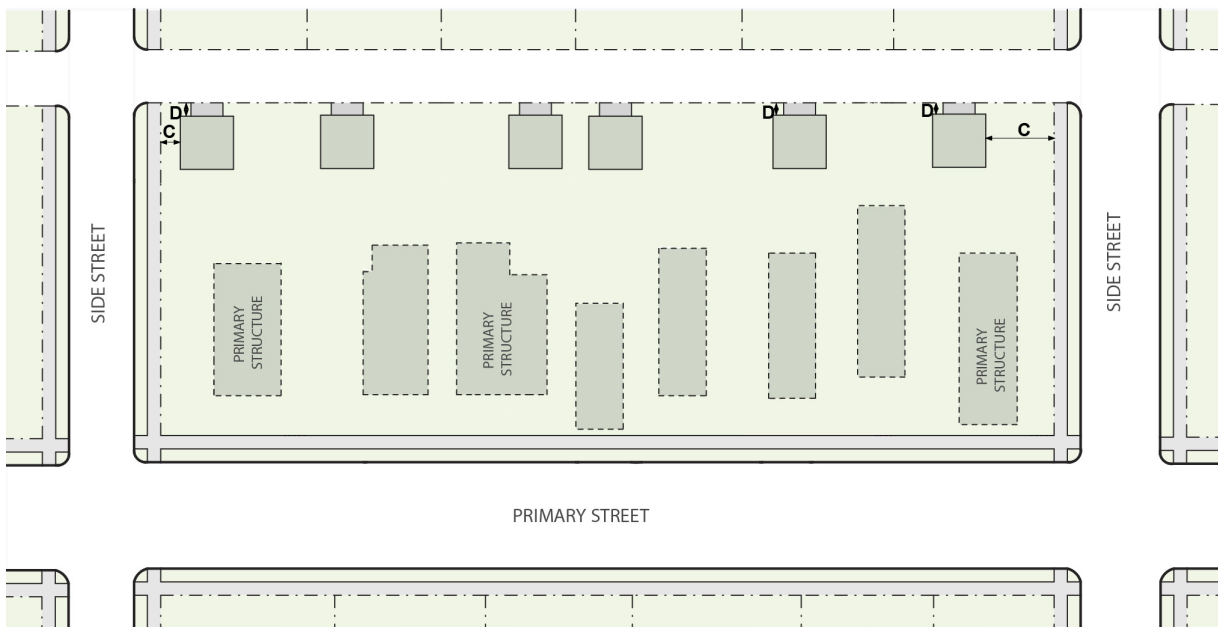 D
D
D
C
C
SIDE STREET
SIDE STREET
PRIMARY
STRUCTURE
PRIMARY
STRUCTURE
PRIMARY
STRUCTURE
PRIMARY STREET